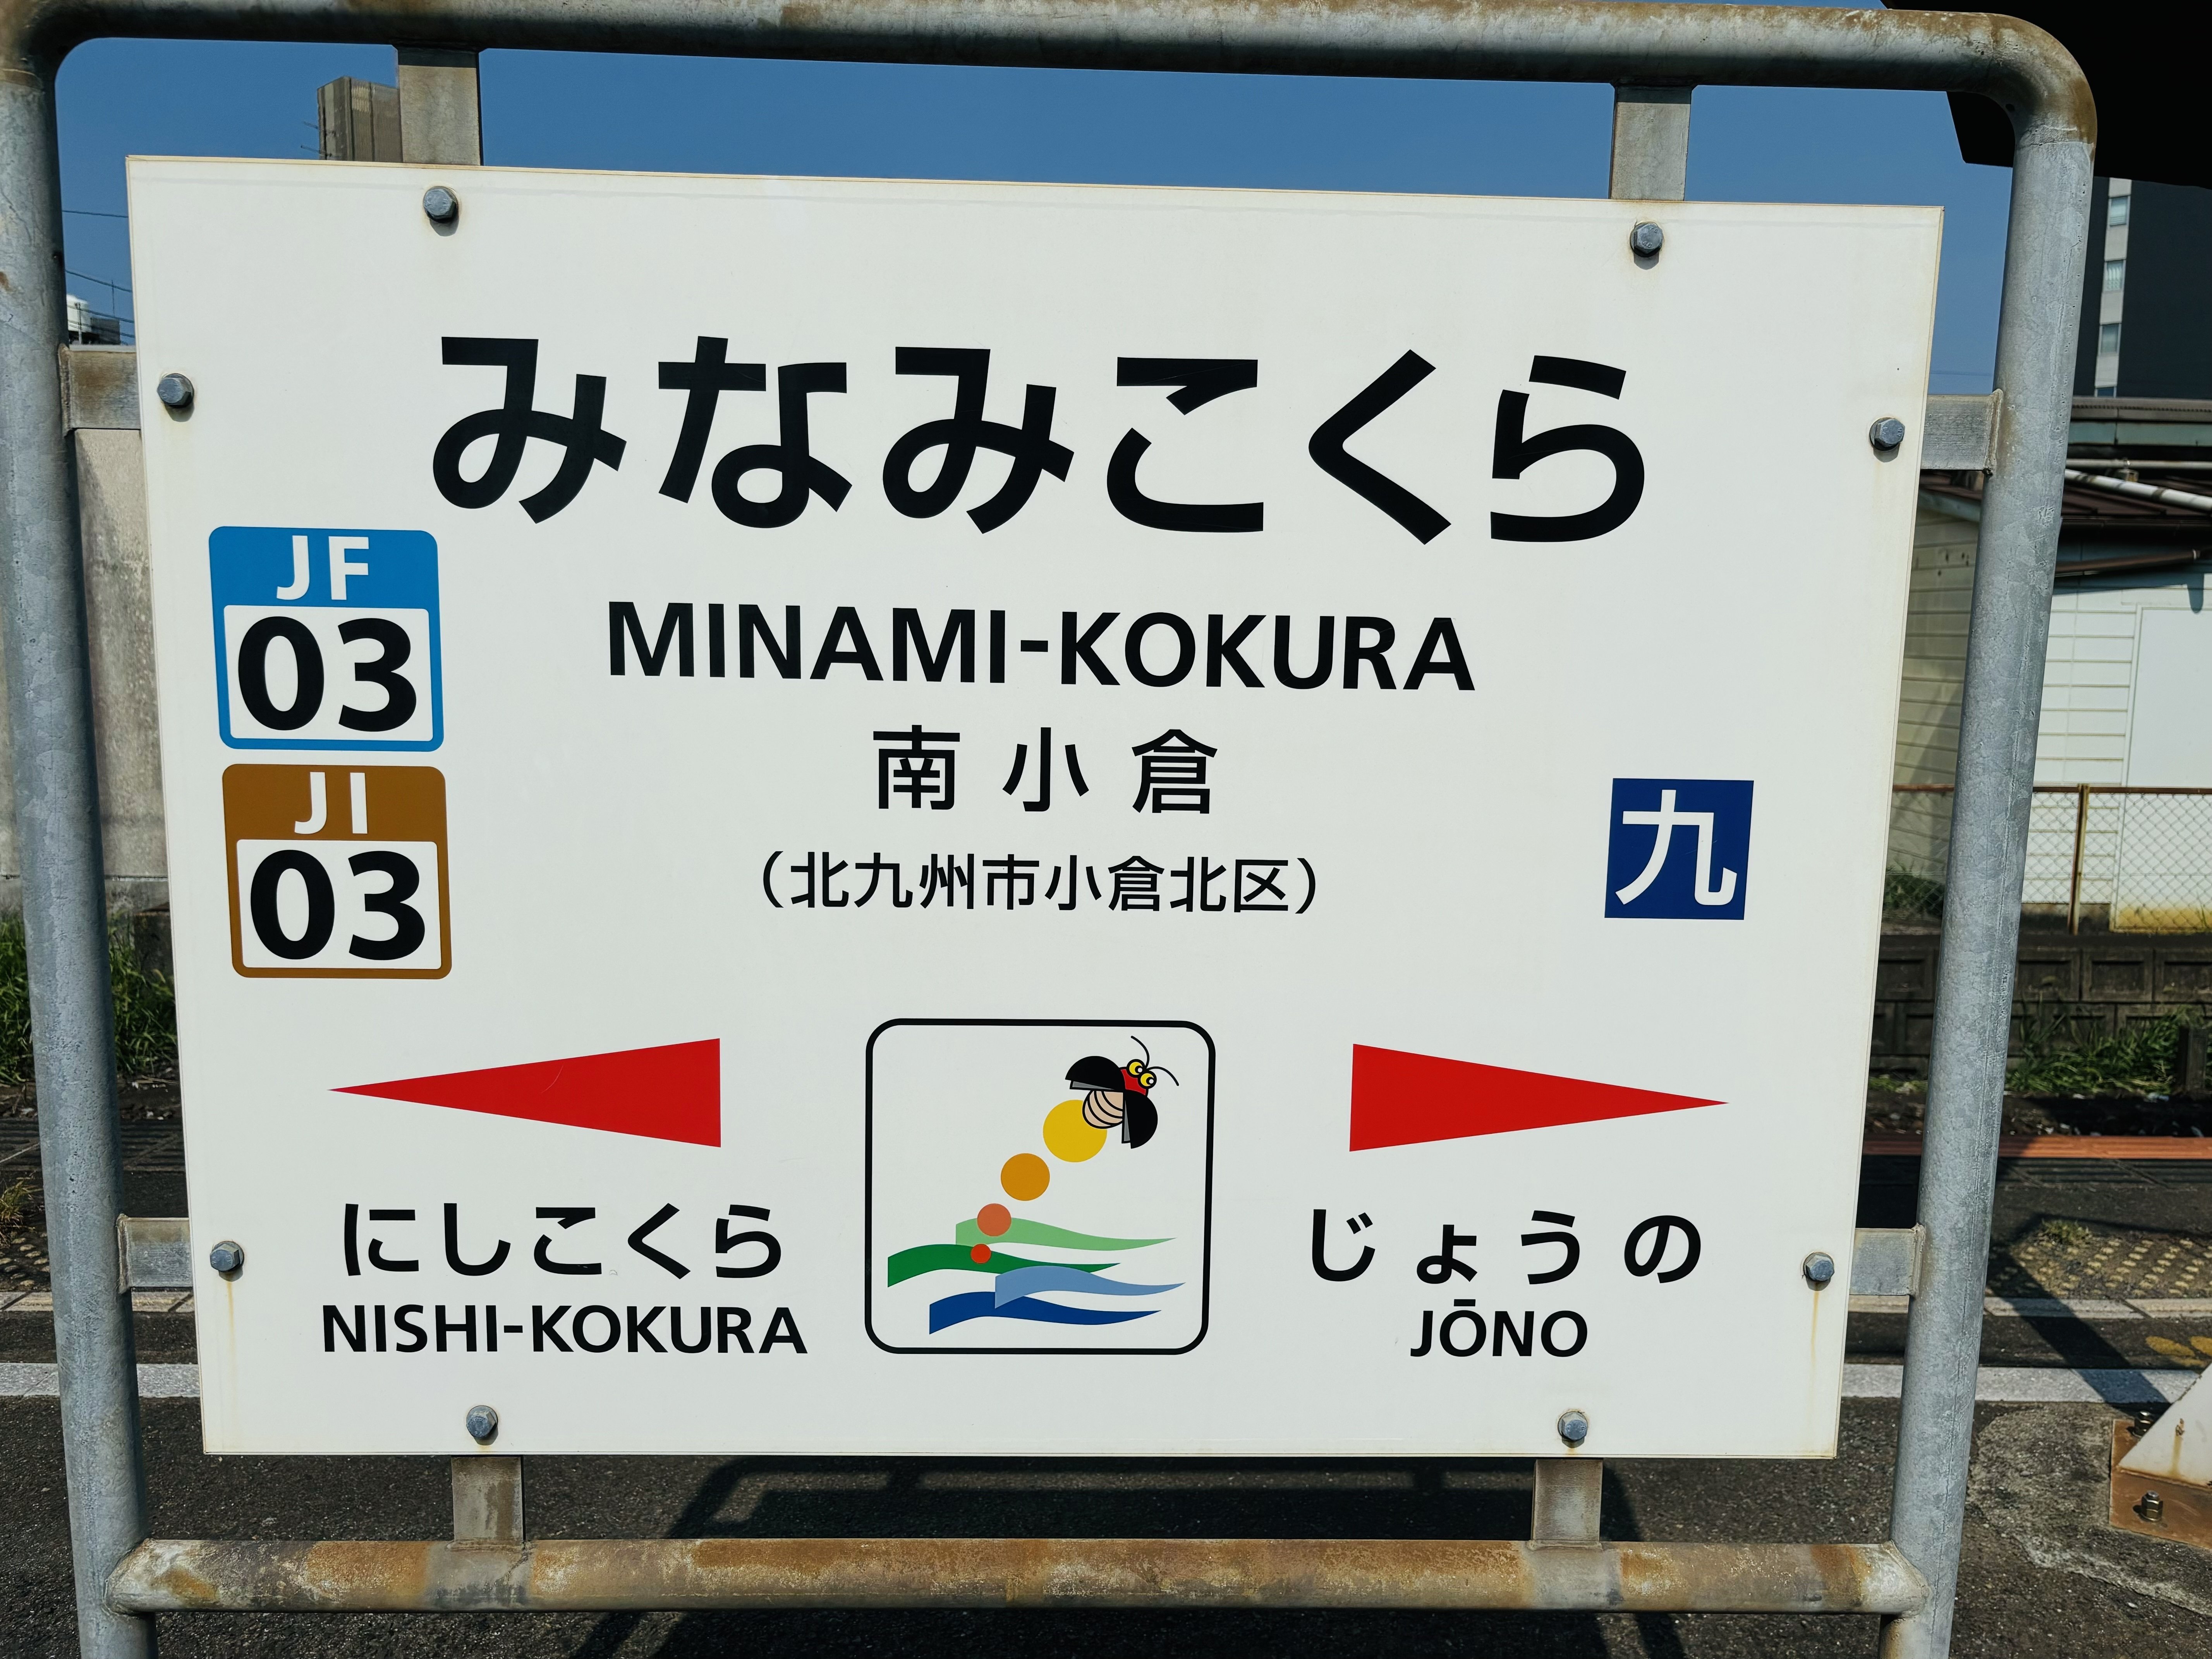 みなみこくら
JF
03
MINAMI-KOKURA
南小倉
JI
03
(北九州市小倉北区)
九
にしこくら
NISHI-KOKURA
じょうの
JŌNO